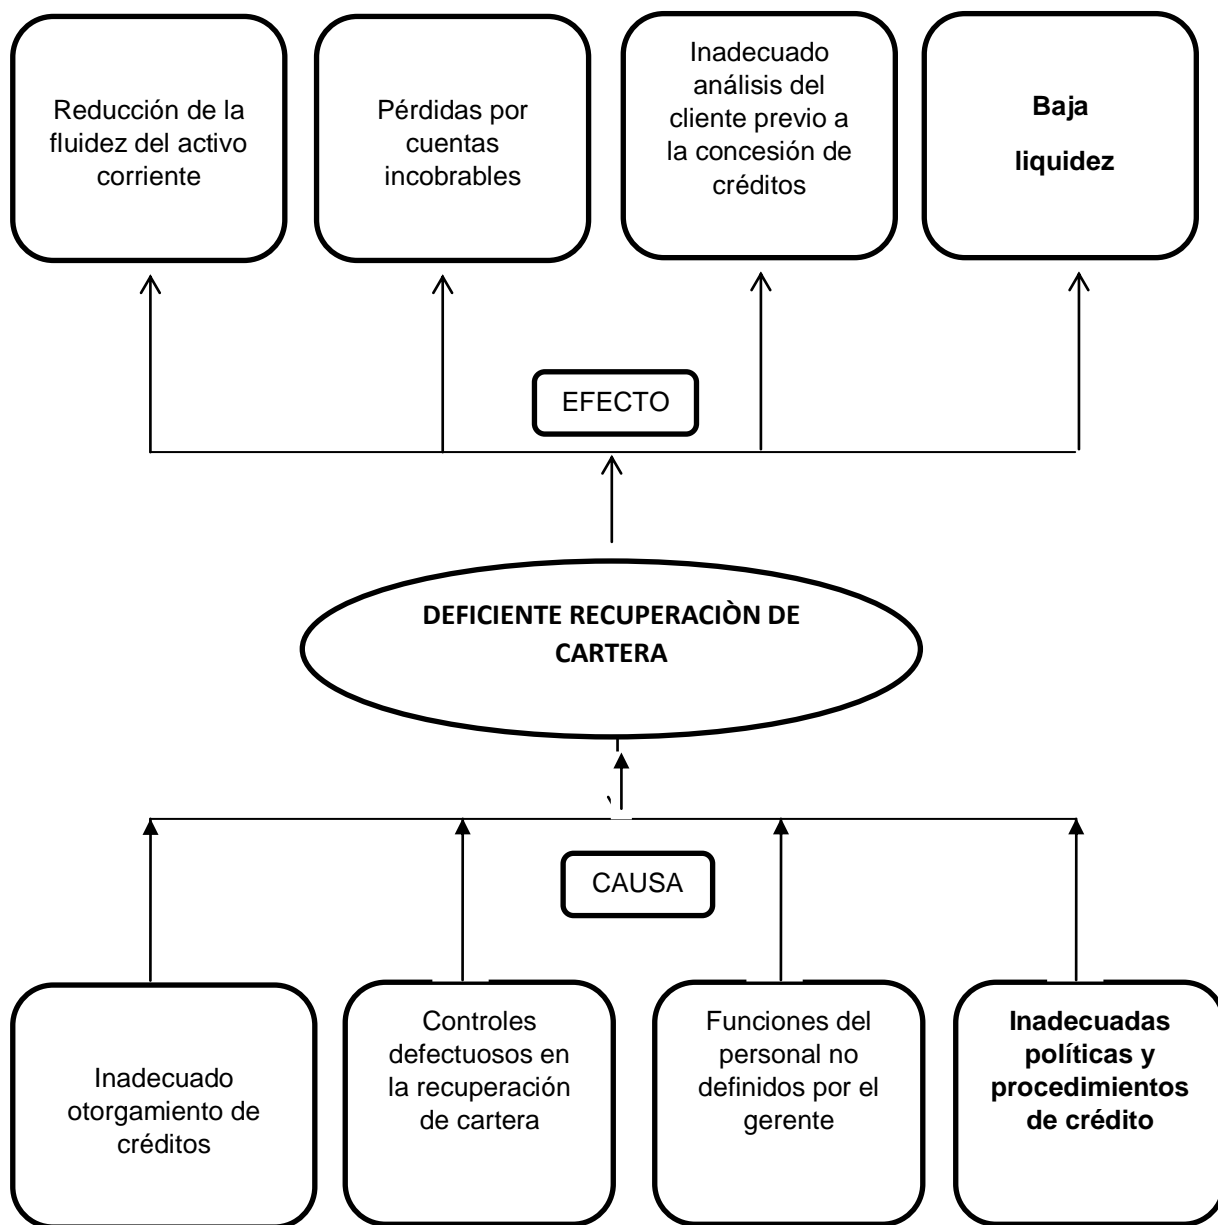 Reducción de la
fluidez del activo
corriente
Pérdidas por
cuentas
incobrables
Inadecuado
análisis del
cliente previo a
la concesión de
créditos
Baja
liquidez
EFECTO
DEFICIENTE RECUPERACIÒN DE
CARTERA
CAUSA
Inadecuado
otorgamiento de
créditos
Controles
defectuosos en
la recuperación
de cartera
Funciones del
personal no
definidos por el
gerente
Inadecuadas
políticas y
procedimientos
de crédito